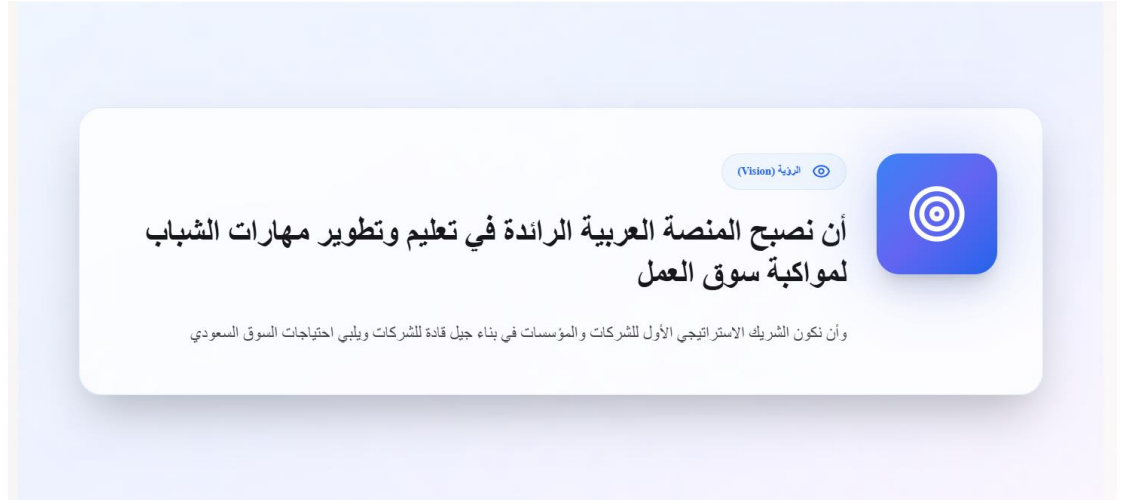 الرؤية (Vision)
أن نصبح المنصة العربية الرائدة في تعليم وتطوير مهارات الشباب
لمواكبة سوق العمل
وأن نكون الشريك الاستراتيجي الأول للشركات والمؤسسات في بناء جيل قادة للشركات ويلبي احتياجات السوق السعودي